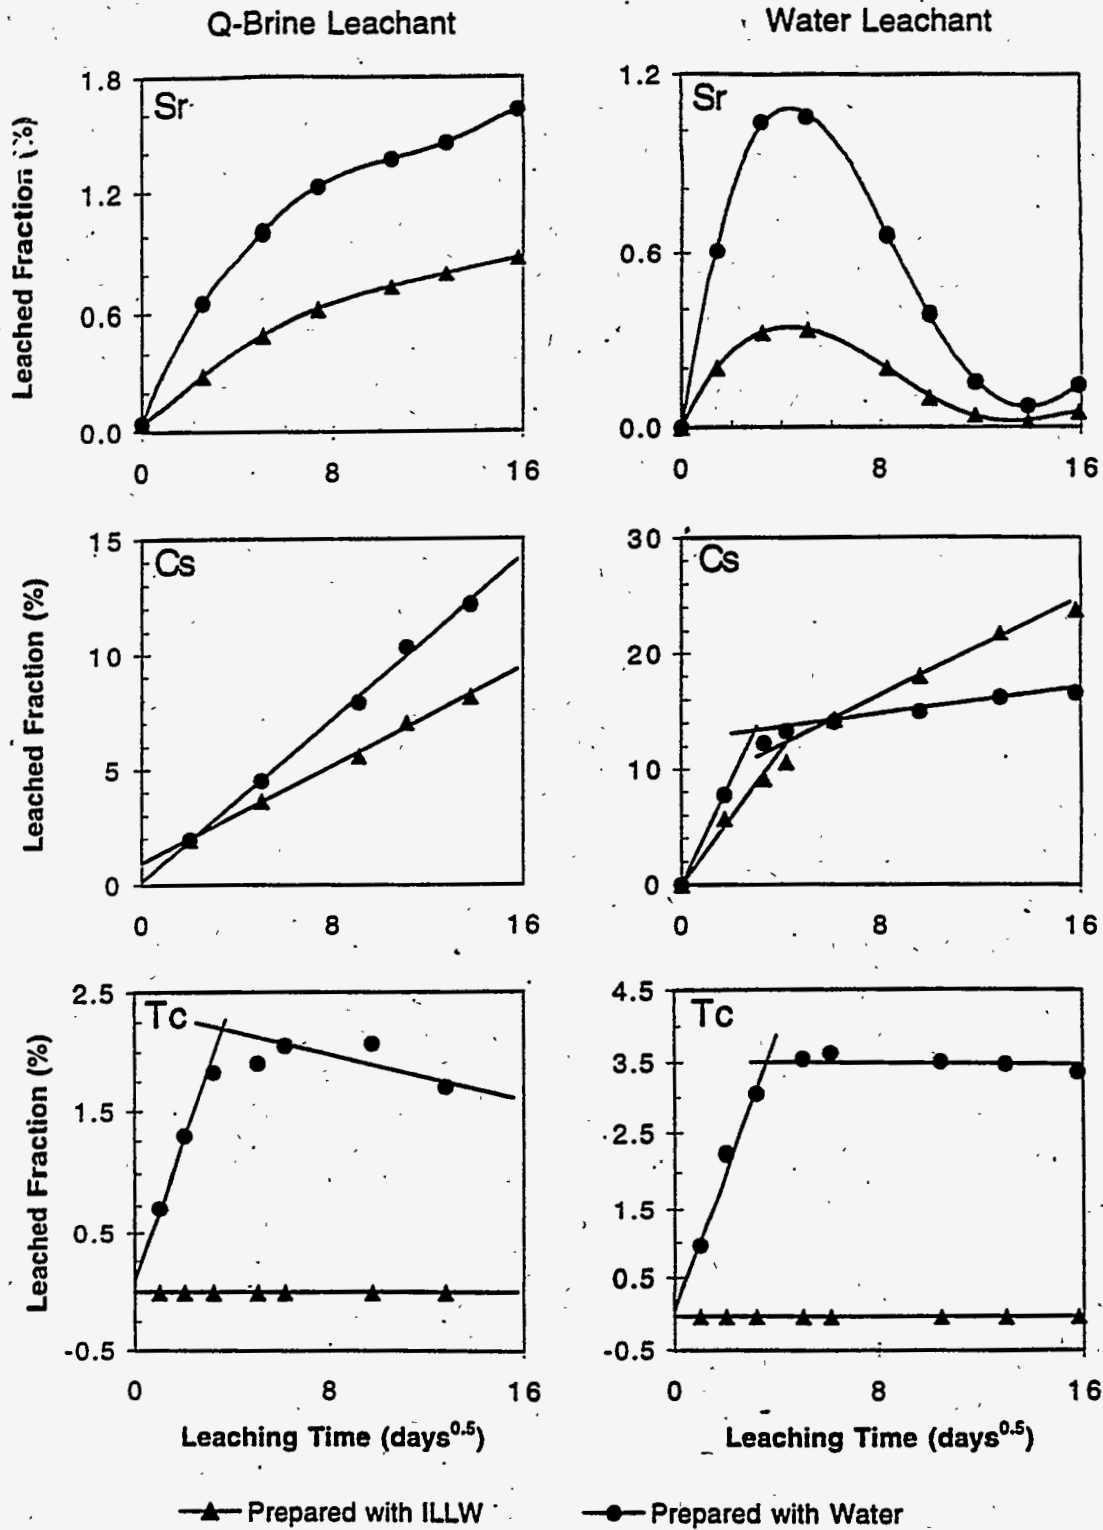 Q-Brine Leachant
Water Leachant
Leached Fraction (%)
1.8
1.2
0.6
0.0
Sr
0 8 16
1.2
0.6
0.0
Sr
0 8 16
Leached Fraction (%)
15
10
5
0
Cs
0 8 16
30
20
10
0
Cs
0 8 16
Leached Fraction (%)
2.5
1.5
0.5
-0.5
Tc
0 8 16
Leaching Time (days0.5)
4.5
3.5
2.5
1.5
0.5
-0.5
Tc
0 8 16
Leaching Time (days0.5)
Prepared with ILLW
Prepared with Water